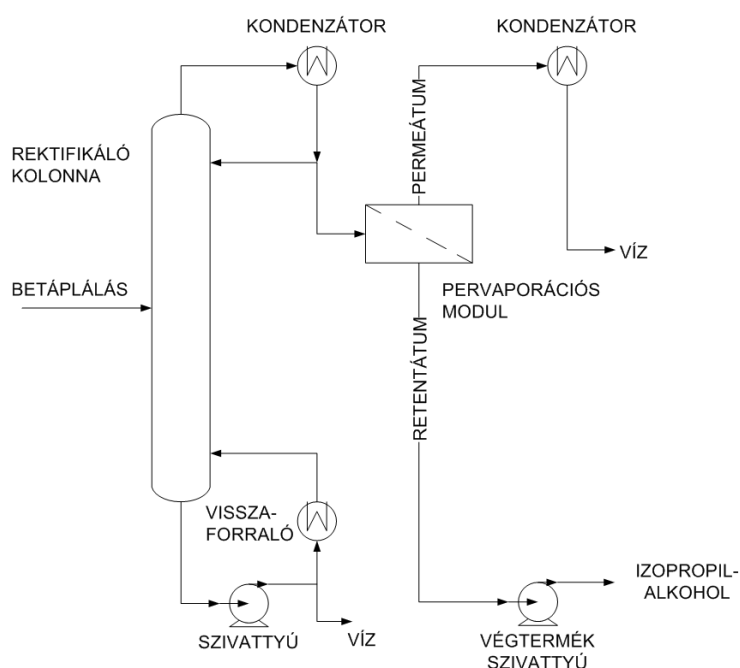 KONDENZÁTOR
KONDENZÁTOR
REKTIFIKÁLÓ
KOLONNA
PERMEÁTUM
VÍZ
BETÁPLÁLÁS
PERVAPORÁCIÓS
MODUL
RETENTÁTUM
VISSZA-
FORRALÓ
IZOPROPIL-
ALKOHOL
SZIVATTYÚ
VÍZ
VÉGTERMÉK
SZIVATTYÚ